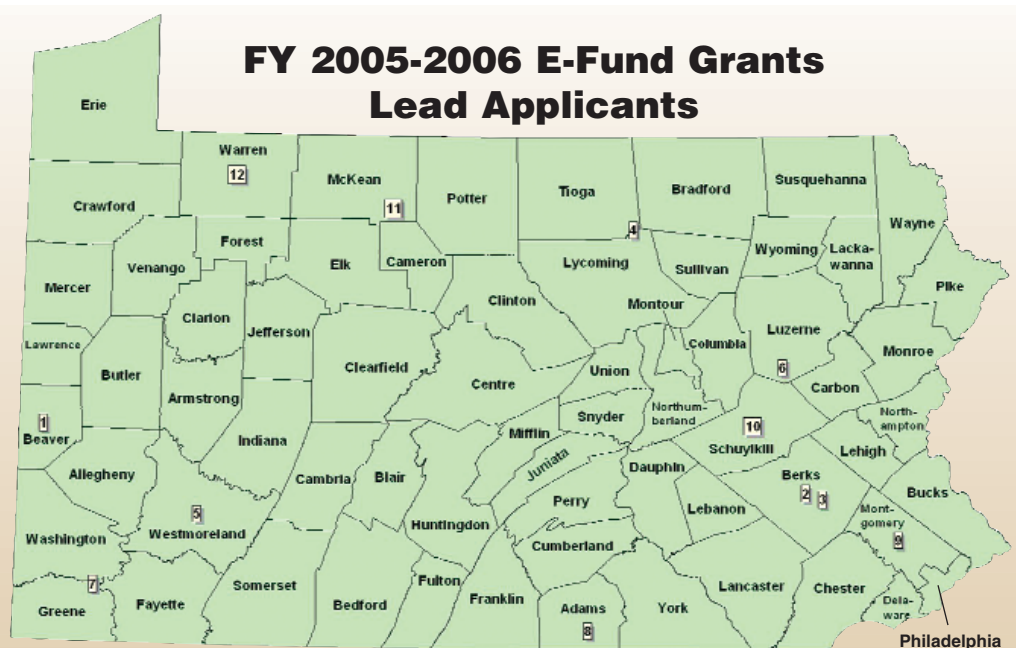 FY 2005-2006 E-Fund Grants
Lead Applicants
Erie
Warren
12
McKean
11
Potter
Tioga
4
Bradford
Susquehanna
Crawford
Wayne
Forest
Elk
Cameron
Lycoming
Sullivan
Wyoming
Lacka-
wanna
Venango
Mercer
Pike
Clinton
Montour
Clarion
Jefferson
Luzerne
6
Columbia
Lawrence
Monroe
Butler
Clearfield
Centre
Union
Carbon
Armstrong
Snyder
Northum-
berland
North-
ampton
1
Beaver
Indiana
Mifflin
10
Schuylkill
Lehigh
Allegheny
Cambria
Blair
Juniata
Dauphin
Berks
2
3
Bucks
Perry
Lebanon
5
Westmoreland
Huntingdon
Mont-
gomery
9
Washington
Cumberland
7
Greene
Fayette
Somerset
Bedford
Fulton
Franklin
Adams
8
York
Lancaster
Chester
Dela-
ware
Philadelphia